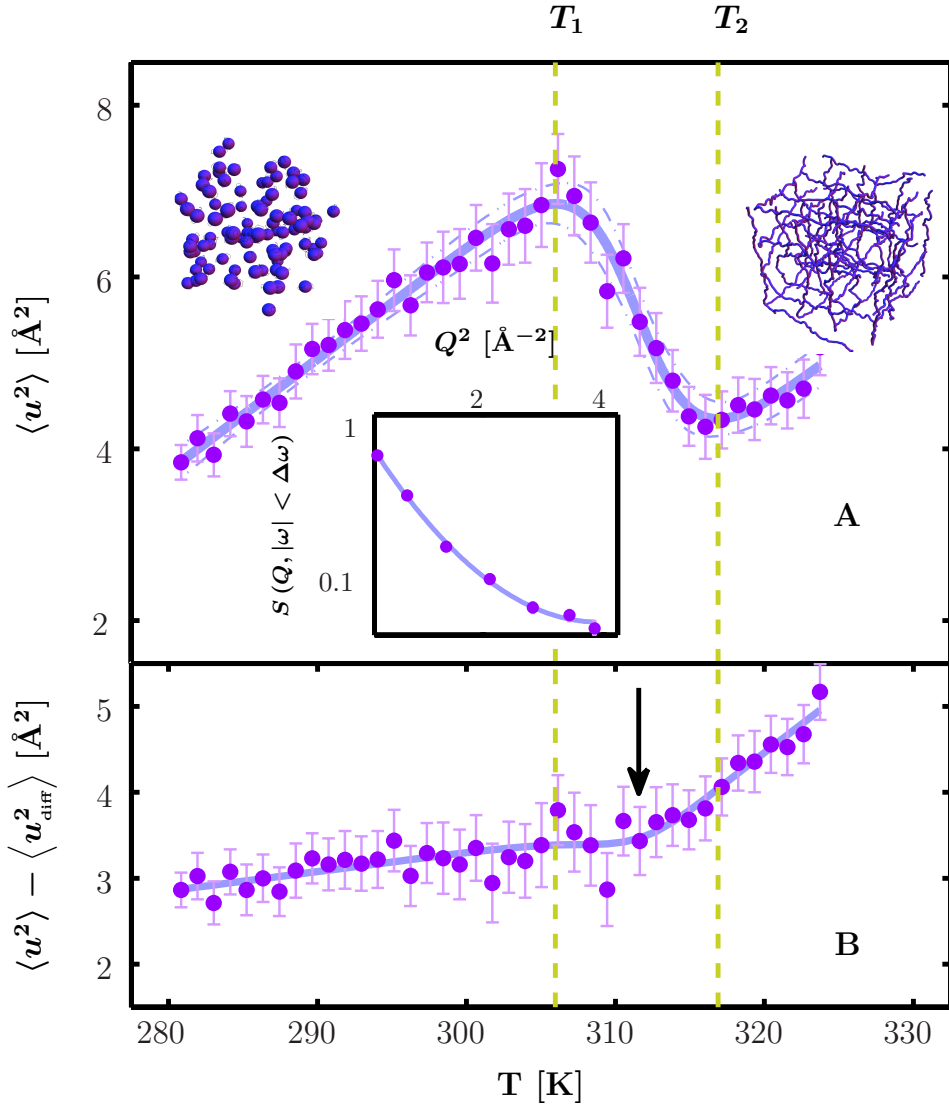 T₁ T₂
8
6
4
2
⟨u²⟩ [Å²]
Q² [Å⁻²]
2 4
1
0.1
S (Q, |ω| < Δω)
A
5
4
3
2
⟨u²⟩ − ⟨u²_diff⟩ [Å²]
B
280 290 300 310 320 330
T [K]